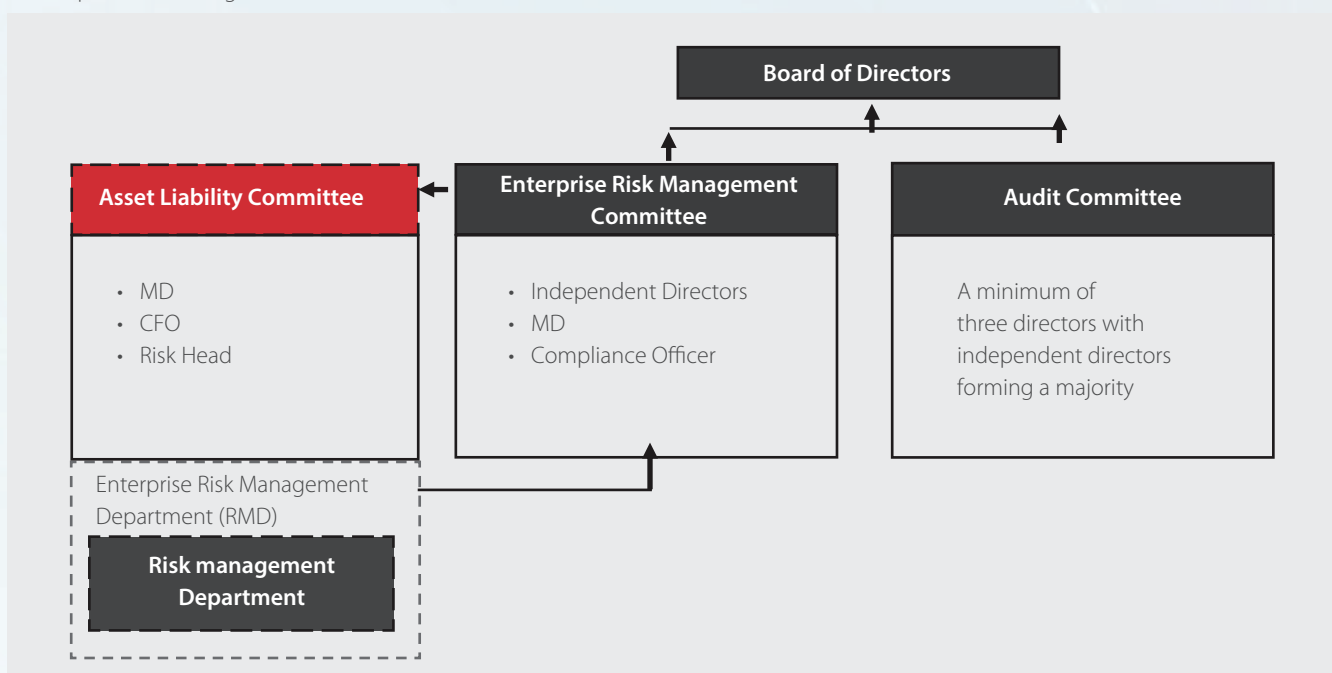 Board of Directors
Asset Liability Committee
• MD
• CFO
• Risk Head
Enterprise Risk Management
Committee
• Independent Directors
• MD
• Compliance Officer
Audit Committee
A minimum of
three directors with
independent directors
forming a majority
Enterprise Risk Management
Department (RMD)
Risk management
Department